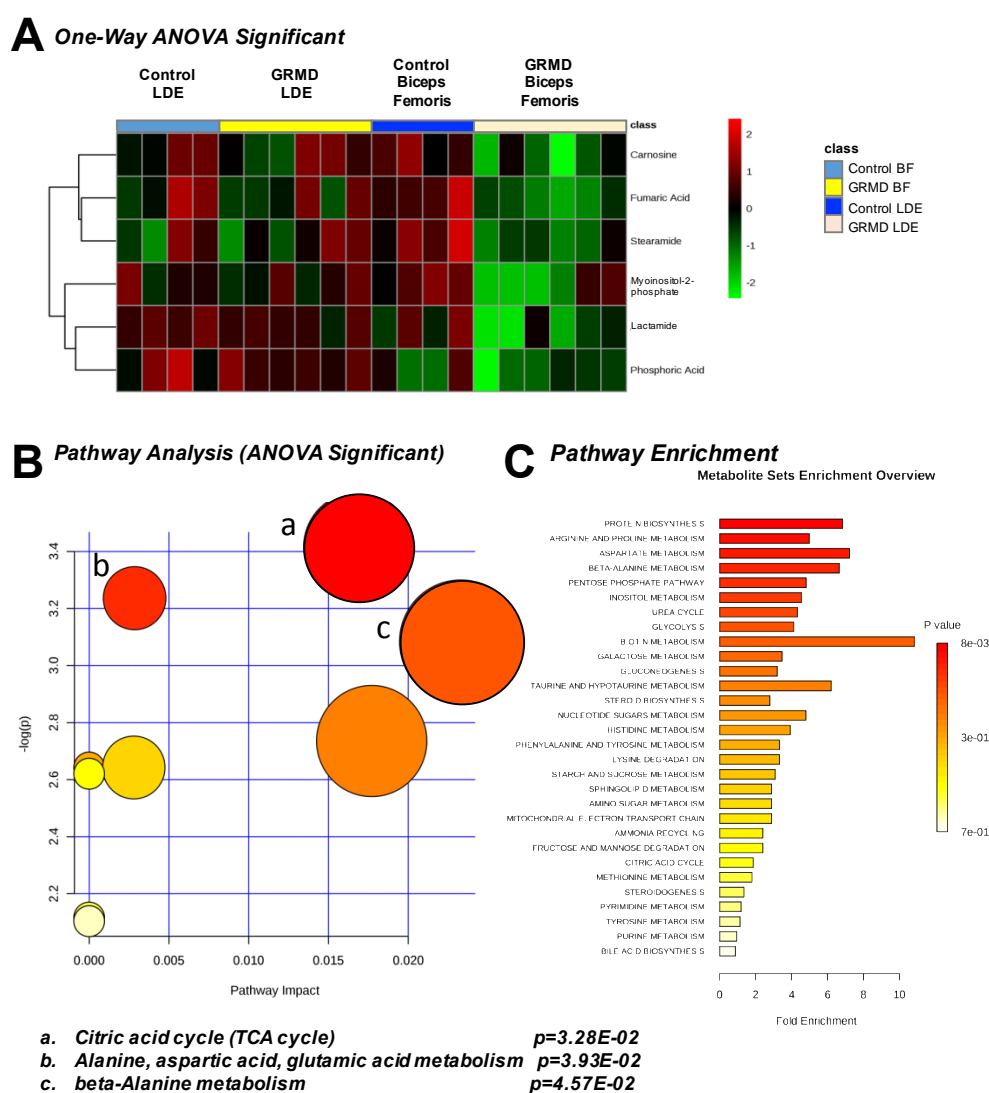 A One-Way ANOVA Significant
Control
LDE
GRMD
LDE
Control
Biceps
Femoris
GRMD
Biceps
Femoris
class
Carnosine
Fumaric Acid
Stearamide
Myoinositol-2-
phosphate
Lactamide
Phosphoric Acid
2
1
0
-1
-2
class
Control BF
GRMD BF
Control LDE
GRMD LDE
B Pathway Analysis (ANOVA Significant)
a
b
c
3.4
3.2
3.0
2.8
2.6
2.4
2.2
-log(p)
0.000 0.005 0.010 0.015 0.020
Pathway Impact
C Pathway Enrichment
Metabolite Sets Enrichment Overview
PROTEIN BIOSYNTHESIS
ARGININE AND PROLINE METABOLISM
ASPARTATE METABOLISM
BETA-ALANINE METABOLISM
PENTOSE PHOSPHATE PATHWAY
INOSITOL METABOLISM
UREA CYCLE
GLYCOLYSIS
BIOTIN METABOLISM
GALACTOSE METABOLISM
GLUCONEOGENESIS
TAURINE AND HYPOTAURINE METABOLISM
STEROID BIOSYNTHESIS
NUCLEOTIDE SUGARS METABOLISM
HISTIDINE METABOLISM
PHENYLALANINE AND TYROSINE METABOLISM
LYSINE DEGRADATION
STARCH AND SUCROSE METABOLISM
SPHINGOLIPID METABOLISM
AMINO SUGAR METABOLISM
MITOCHONDRIAL ELECTRON TRANSPORT CHAIN
AMMONIA RECYCLING
FRUCTOSE AND MANNOSE DEGRADATION
CITRIC ACID CYCLE
METHIONINE METABOLISM
STEROIDOGENESIS
PYRIMIDINE METABOLISM
TYROSINE METABOLISM
PURINE METABOLISM
BILE ACID BIOSYNTHESIS
0 2 4 6 8 10
Fold Enrichment
P value
8e-03
3e-01
7e-01
a. Citric acid cycle (TCA cycle) p=3.28E-02
b. Alanine, aspartic acid, glutamic acid metabolism p=3.93E-02
c. beta-Alanine metabolism p=4.57E-02